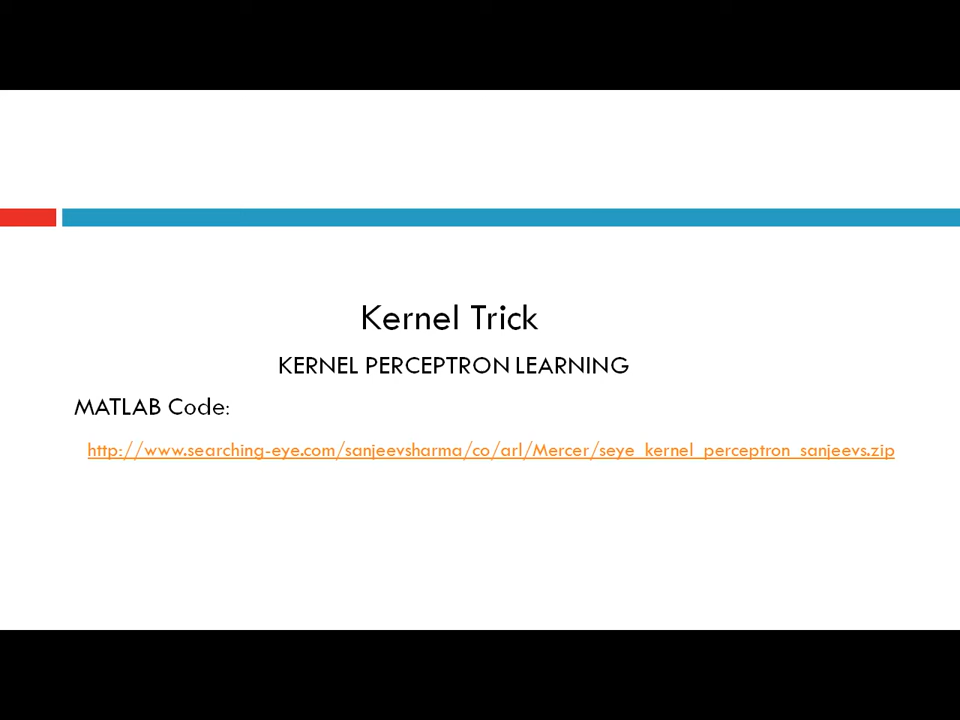 Kernel Trick
KERNEL PERCEPTRON LEARNING
MATLAB Code:
http://www.searching-eye.com/sanjeevsharma/co/arl/Mercer/seye_kernel_perceptron_sanjeevs.zip